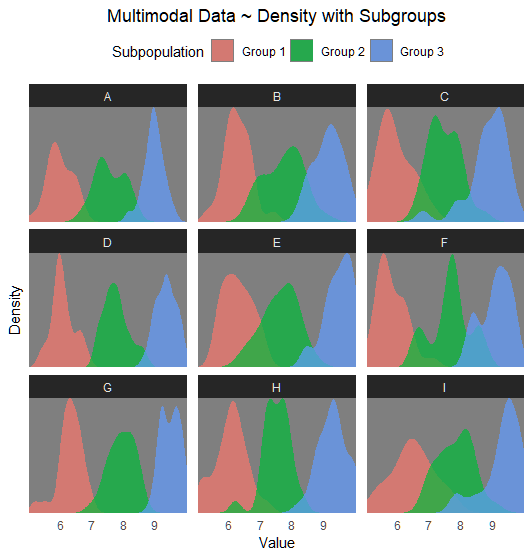 Multimodal Data ~ Density with Subgroups
Subpopulation Group 1 Group 2 Group 3
A B C
D E F
G H I
Density
6 7 8 9 6 7 8 9 6 7 8 9
Value